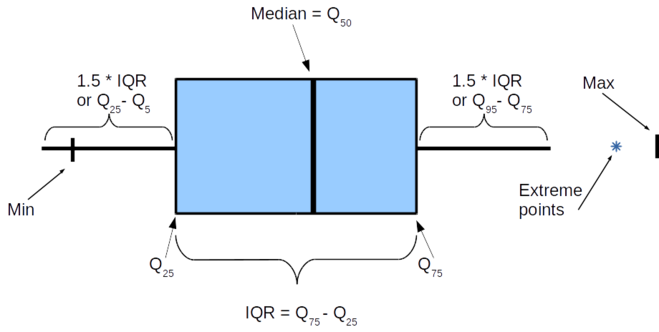 Median = Q50
1.5 * IQR
or Q25- Q5
1.5 * IQR
or Q95- Q75
Max
Min
Extreme
points
Q25
Q75
IQR = Q75- Q25